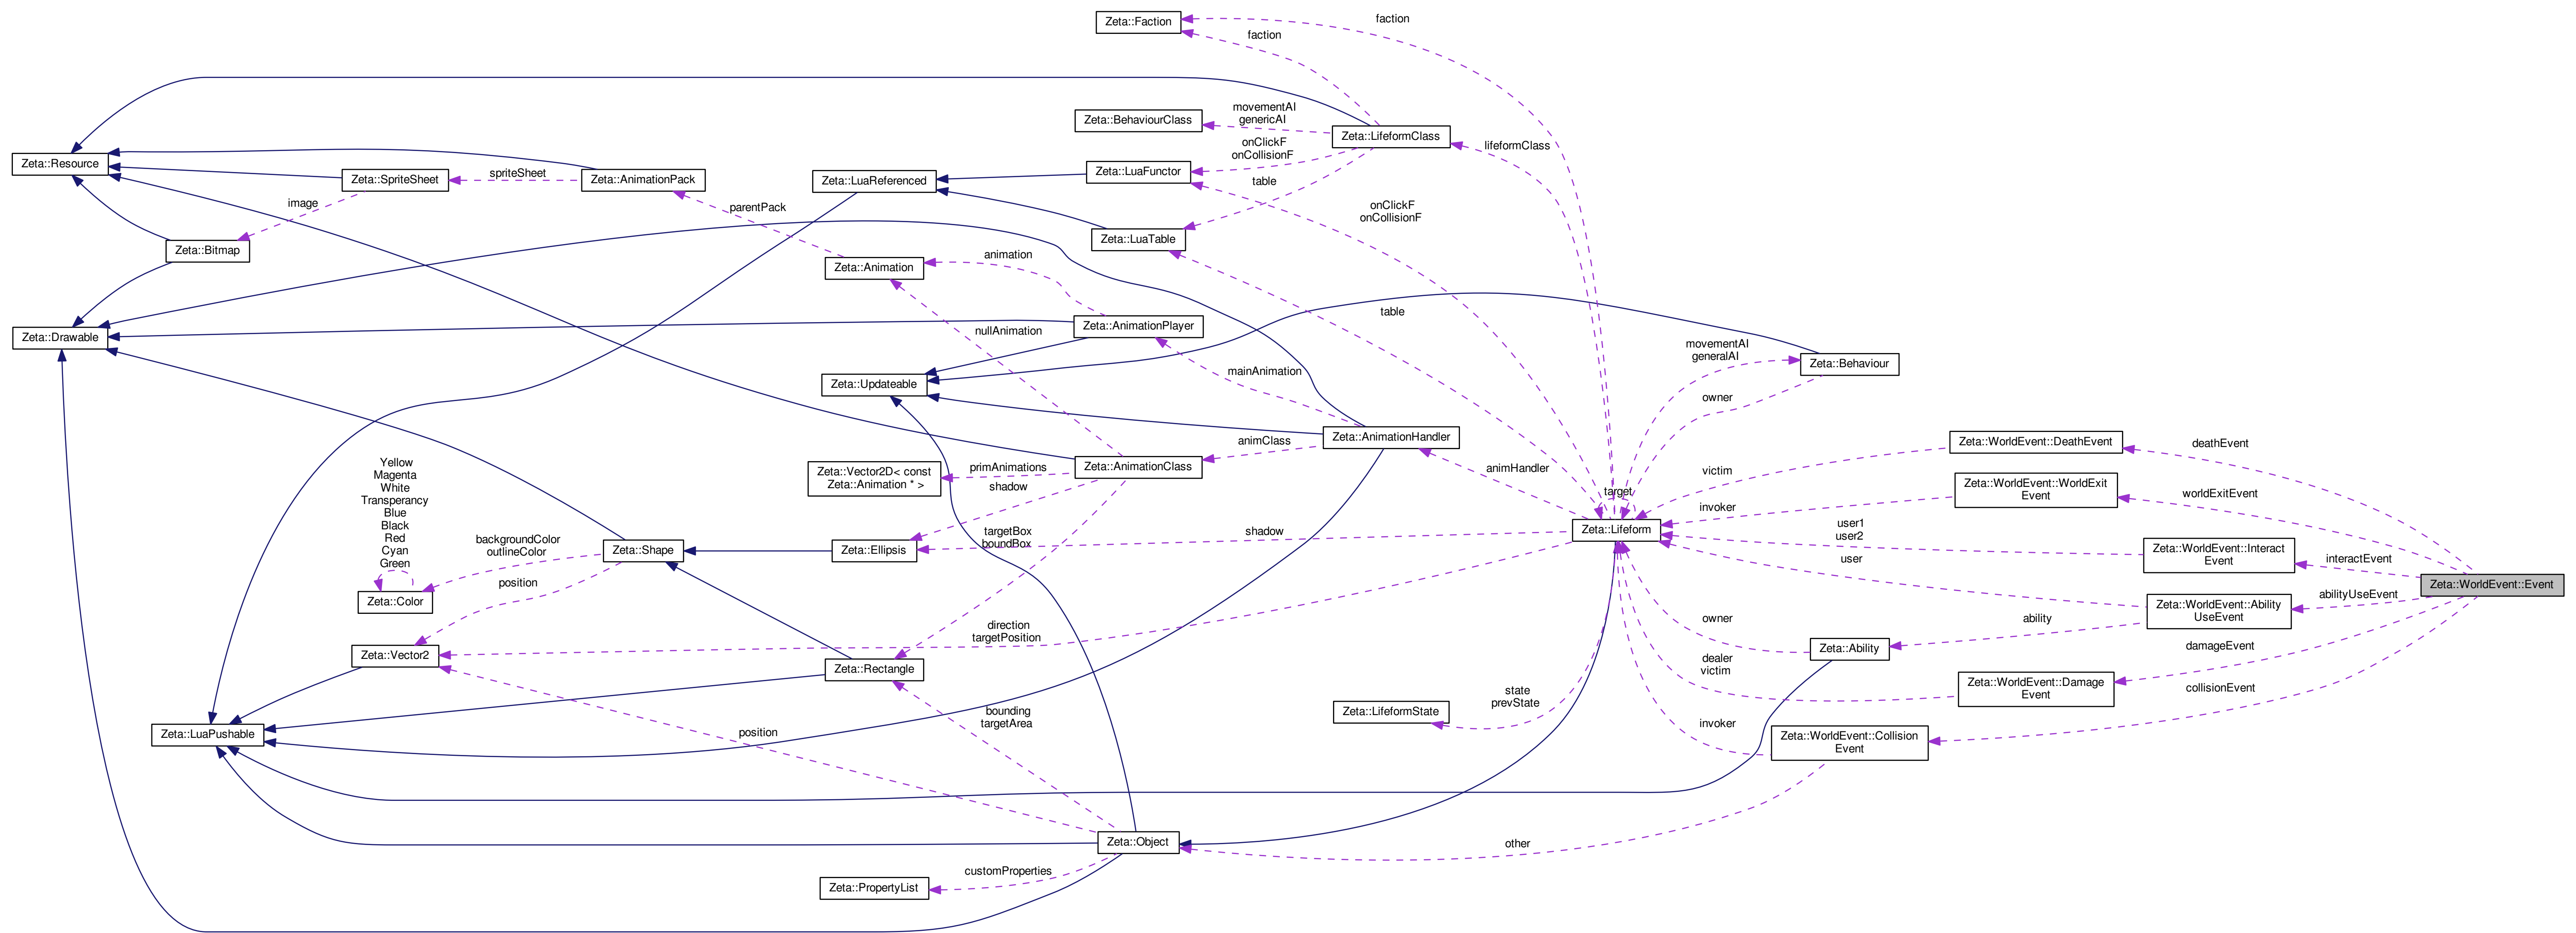 Zeta::Faction
faction
faction
movementAI
genericAI
Zeta::BehaviourClass
Zeta::LifeformClass
onClickF
onCollisionF
lifeformClass
Zeta::Resource
Zeta::SpriteSheet
spriteSheet
Zeta::AnimationPack
Zeta::LuaReferenced
Zeta::LuaFunctor
table
image
parentPack
onClickF
onCollisionF
Zeta::Bitmap
Zeta::LuaTable
animation
Zeta::Animation
table
Zeta::Drawable
nullAnimation
Zeta::AnimationPlayer
movementAI
generalAI
Zeta::Behaviour
Zeta::Updateable
mainAnimation
owner
Zeta::AnimationHandler
animClass
Zeta::WorldEvent::DeathEvent
deathEvent
Yellow
Magenta
White
Transperancy
Blue
Black
Red
Cyan
Green
Zeta::Vector2D< const
Zeta::Animation * >
primAnimations
shadow
Zeta::AnimationClass
animHandler
victim
Zeta::WorldEvent::WorldExit
Event
worldExitEvent
target
invoker
backgroundColor
outlineColor
Zeta::Shape
Zeta::Ellipsis
targetBox
boundBox
shadow
Zeta::Lifeform
user1
user2
Zeta::WorldEvent::Interact
Event
interactEvent
user
Zeta::WorldEvent::Event
position
Zeta::Color
abilityUseEvent
Zeta::WorldEvent::Ability
UseEvent
direction
targetPosition
owner
ability
Zeta::Ability
Zeta::Vector2
Zeta::Rectangle
dealer
victim
damageEvent
Zeta::WorldEvent::Damage
Event
collisionEvent
state
prevState
Zeta::LifeformState
bounding
targetArea
invoker
Zeta::LuaPushable
position
Zeta::WorldEvent::Collision
Event
Zeta::Object
other
customProperties
Zeta::PropertyList